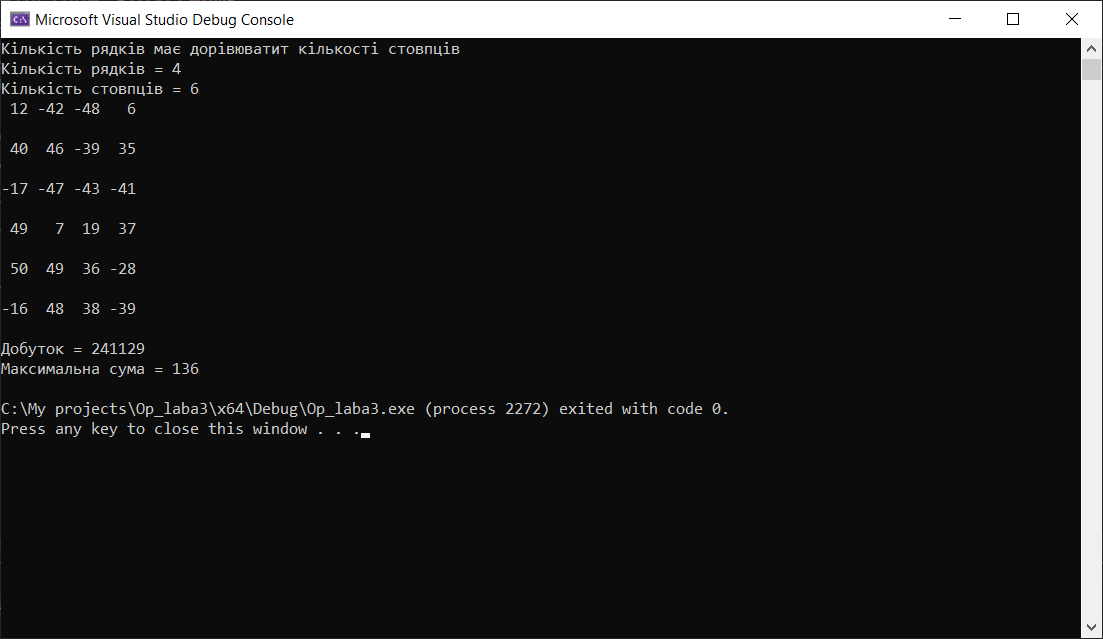 Microsoft Visual Studio Debug Console
Кількість рядків має дорівюватит кількості стовпців
Кількість рядків = 4
Кількість стовпців = 6
12 -42 -48 6
40 46 -39 35
-17 -47 -43 -41
49 7 19 37
50 49 36 -28
-16 48 38 -39
Добуток = 241129
Максимальна сума = 136
C:\My projects\Op_laba3\x64\Debug\Op_laba3.exe (process 2272) exited with code 0.
Press any key to close this window . . .